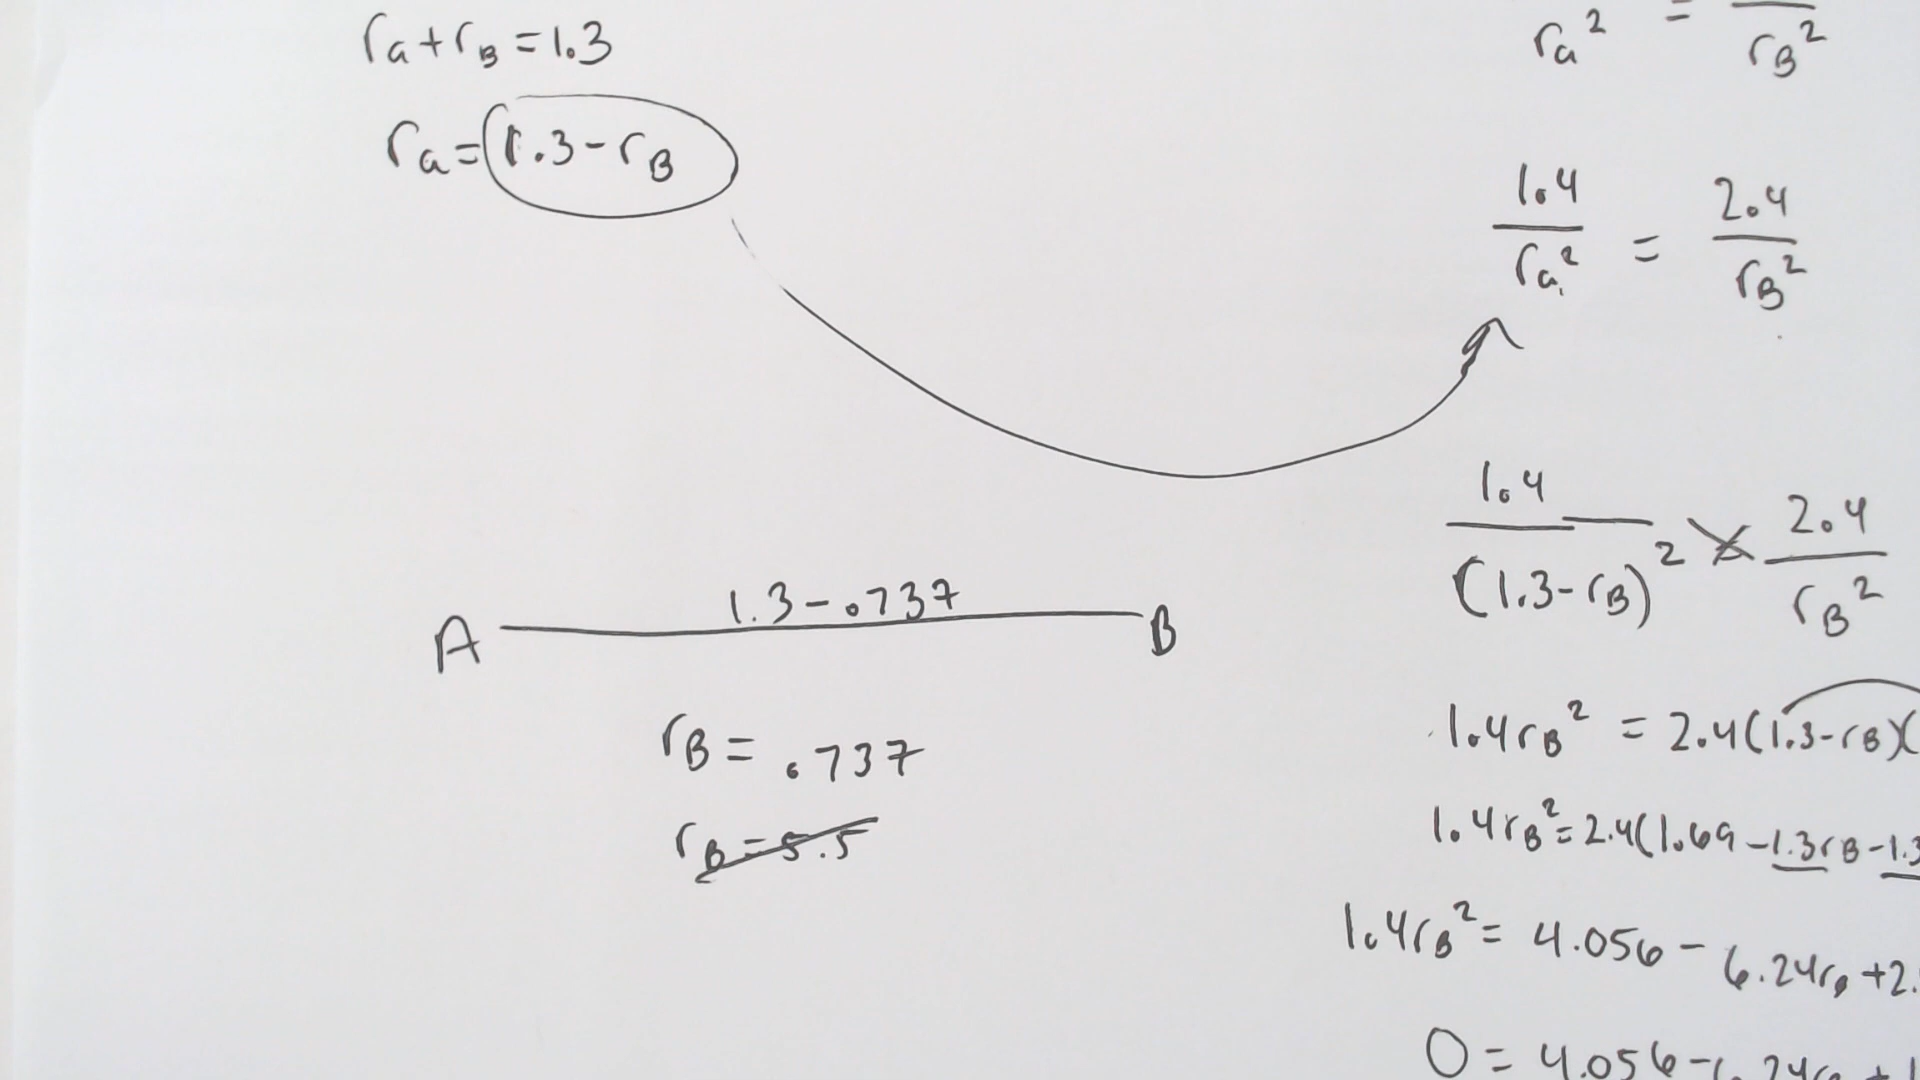 ra + rB = 1.3
ra = 1.3 - rB
ra² = rB²
1.4/ra² = 2.4/rB²
1.4/(1.3-rB)² 2.4/rB²
A 1.3 - .737 B
rB = .737
rB = 5.5
1.4rB² = 2.4(1.3-rB)(
1.4rB² = 2.4(1.69 - 1.3rB - 1.3
1.4rB² = 4.056 - 6.24rB + 2.
0 = 4.056 - 6.24rB + 1